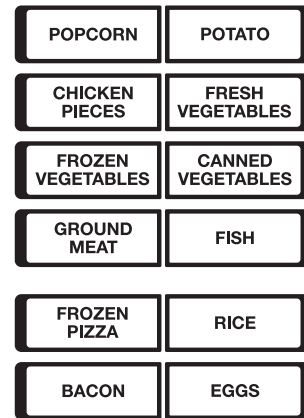 POPCORN
POTATO
CHICKEN
PIECES
FRESH
VEGETABLES
FROZEN
VEGETABLES
CANNED
VEGETABLES
GROUND
MEAT
FISH
FROZEN
PIZZA
RICE
BACON
EGGS